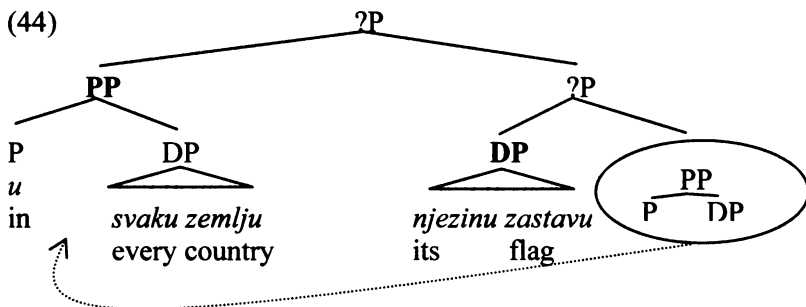 (44) ?P
PP ?P
P DP DP PP
u P DP
in svaku zemlju njezinu zastavu
every country its flag